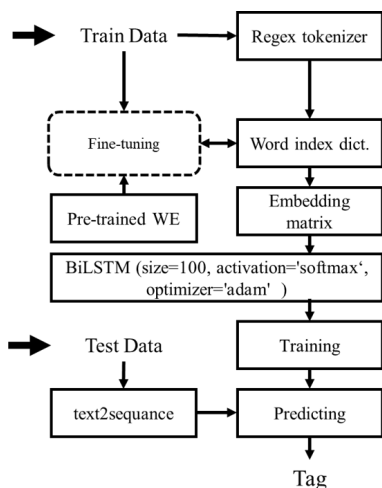 Train Data
Regex tokenizer
Fine-tuning
Word index dict.
Pre-trained WE
Embedding
matrix
BiLSTM (size=100, activation='softmax‘,
optimizer='adam' )
Test Data
Training
text2sequance
Predicting
Tag